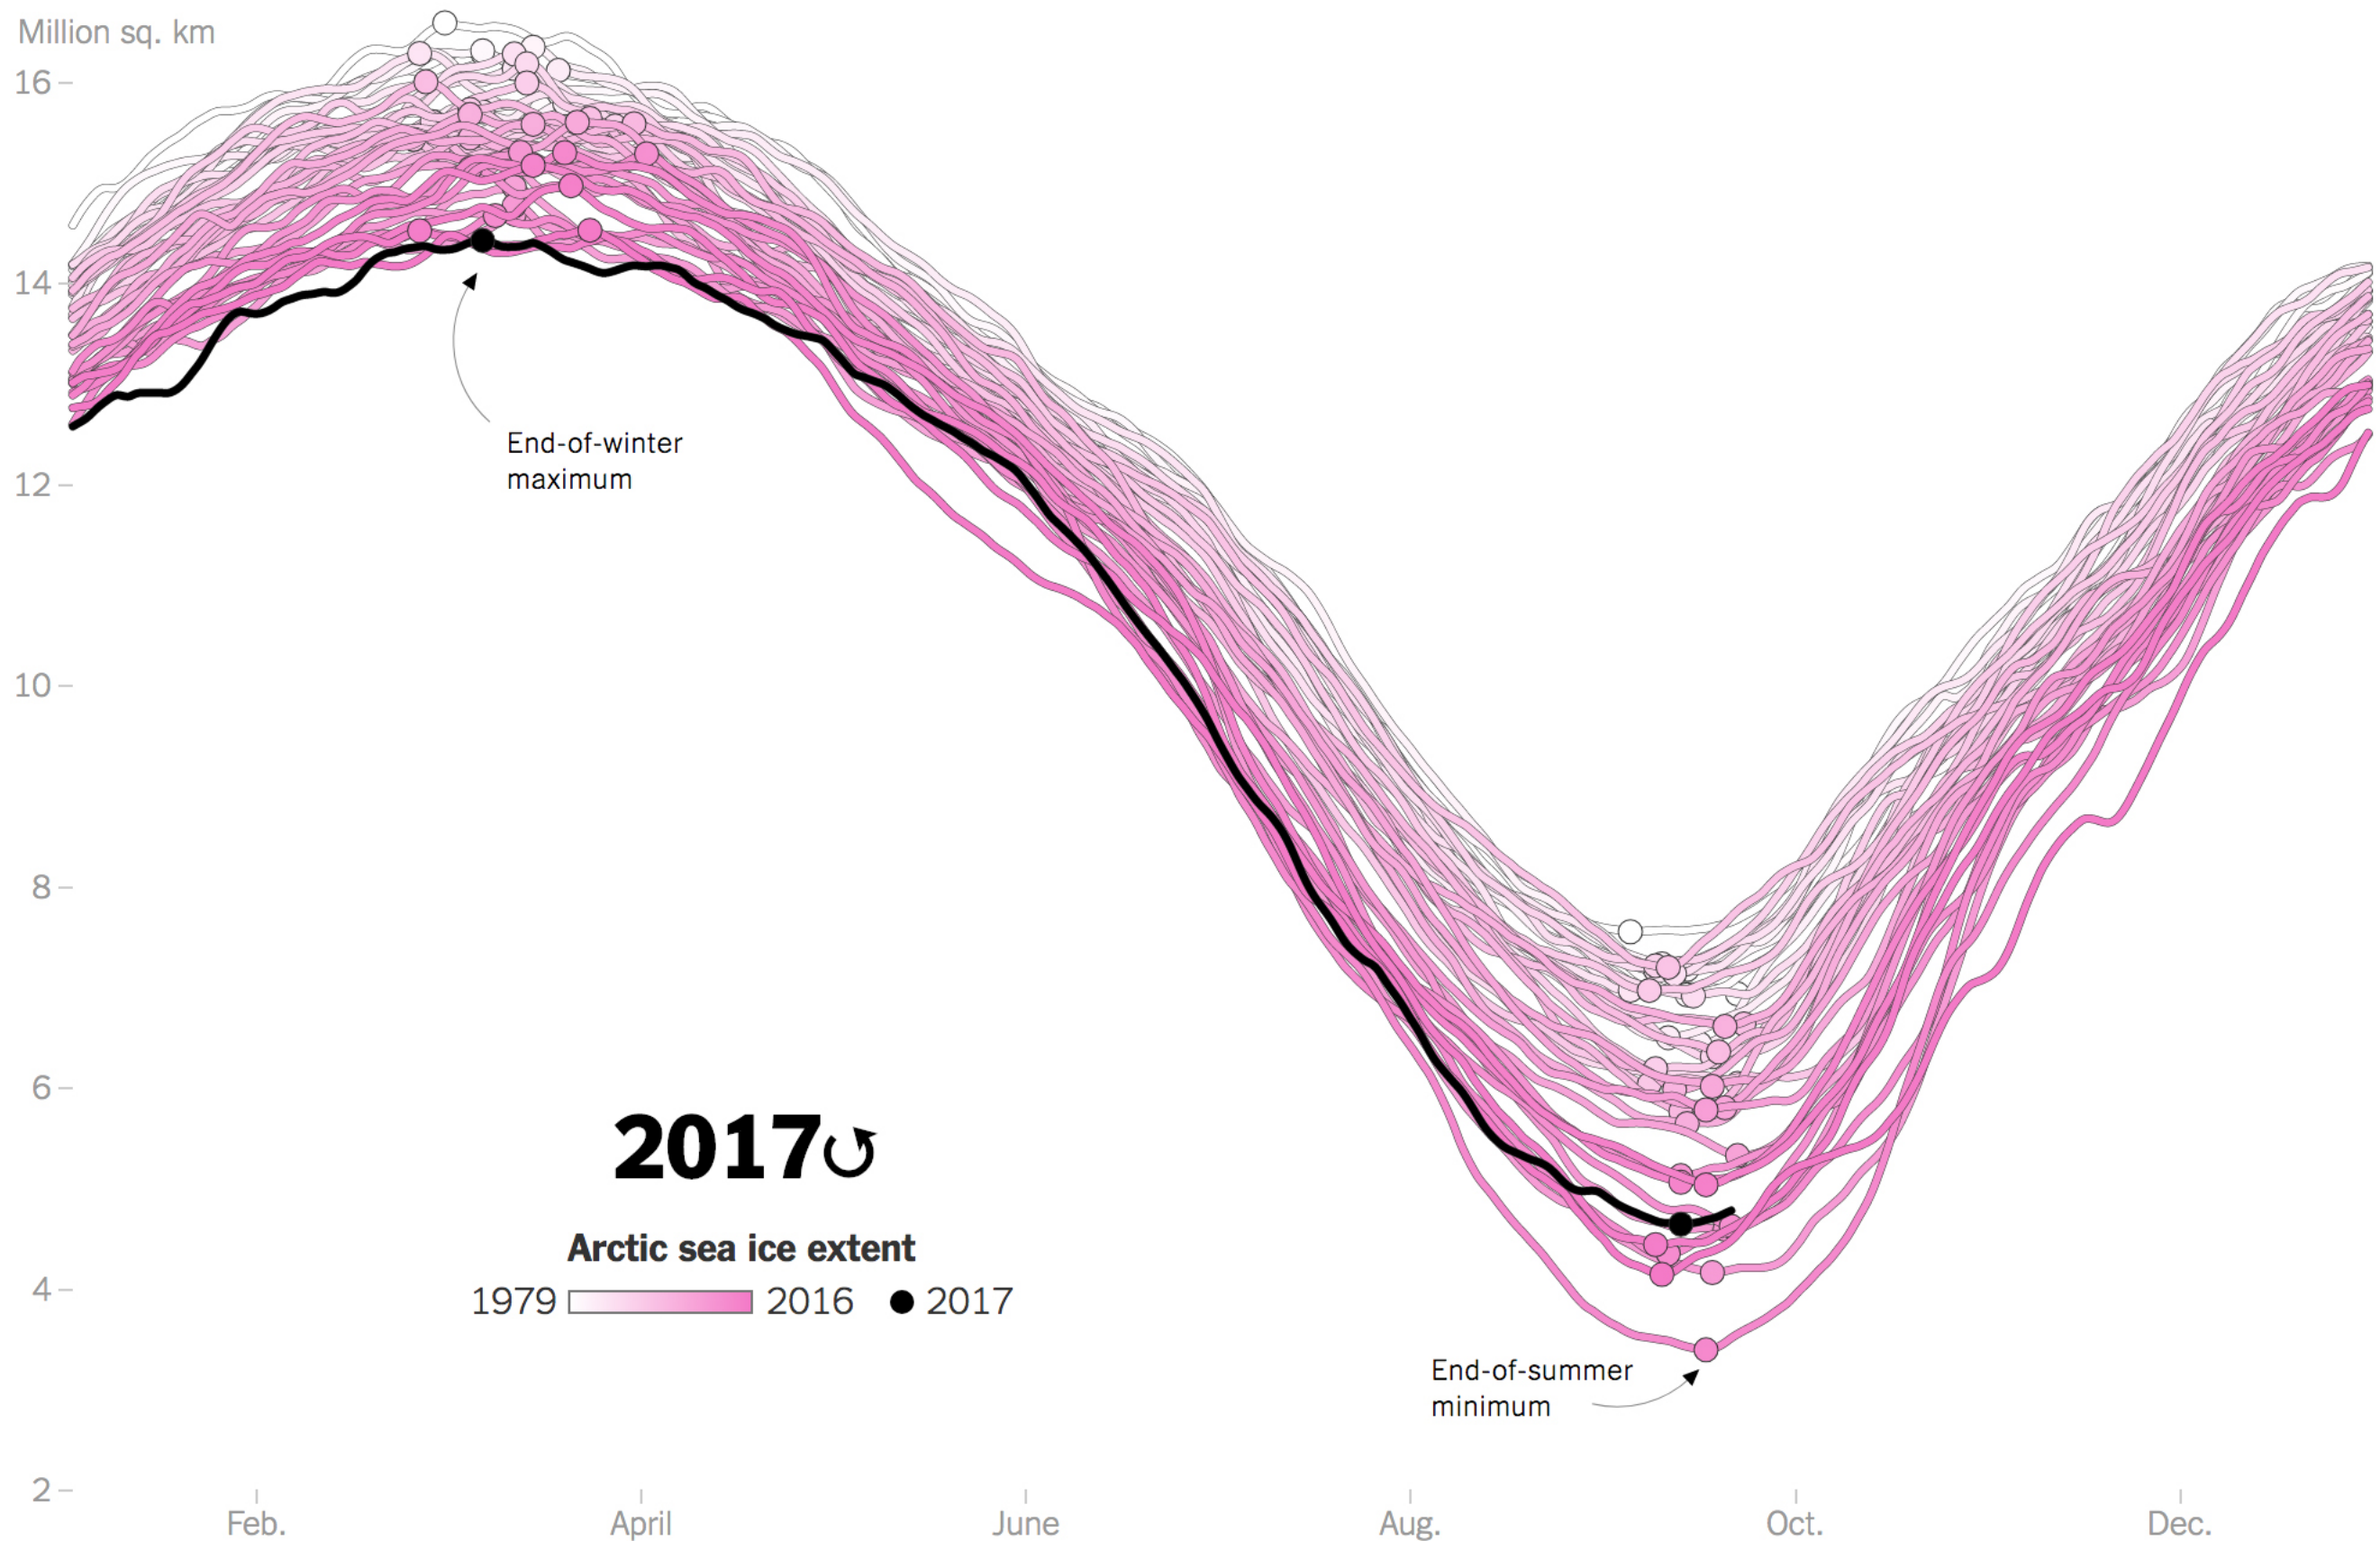 Million sq. km
16
14
12
10
8
6
4
2
End-of-winter
maximum
2017
Arctic sea ice extent
1979 2016 2017
End-of-summer
minimum
Feb. April June Aug. Oct. Dec.